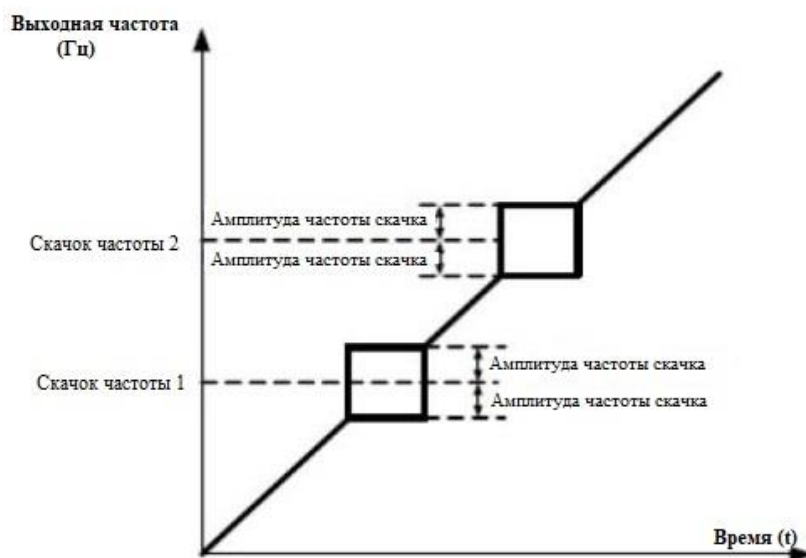 Выходная частота
(Гц)
Амплитуда частоты скачка
Скачок частоты 2
Амплитуда частоты скачка
Амплитуда частоты скачка
Скачок частоты 1
Амплитуда частоты скачка
Время (t)